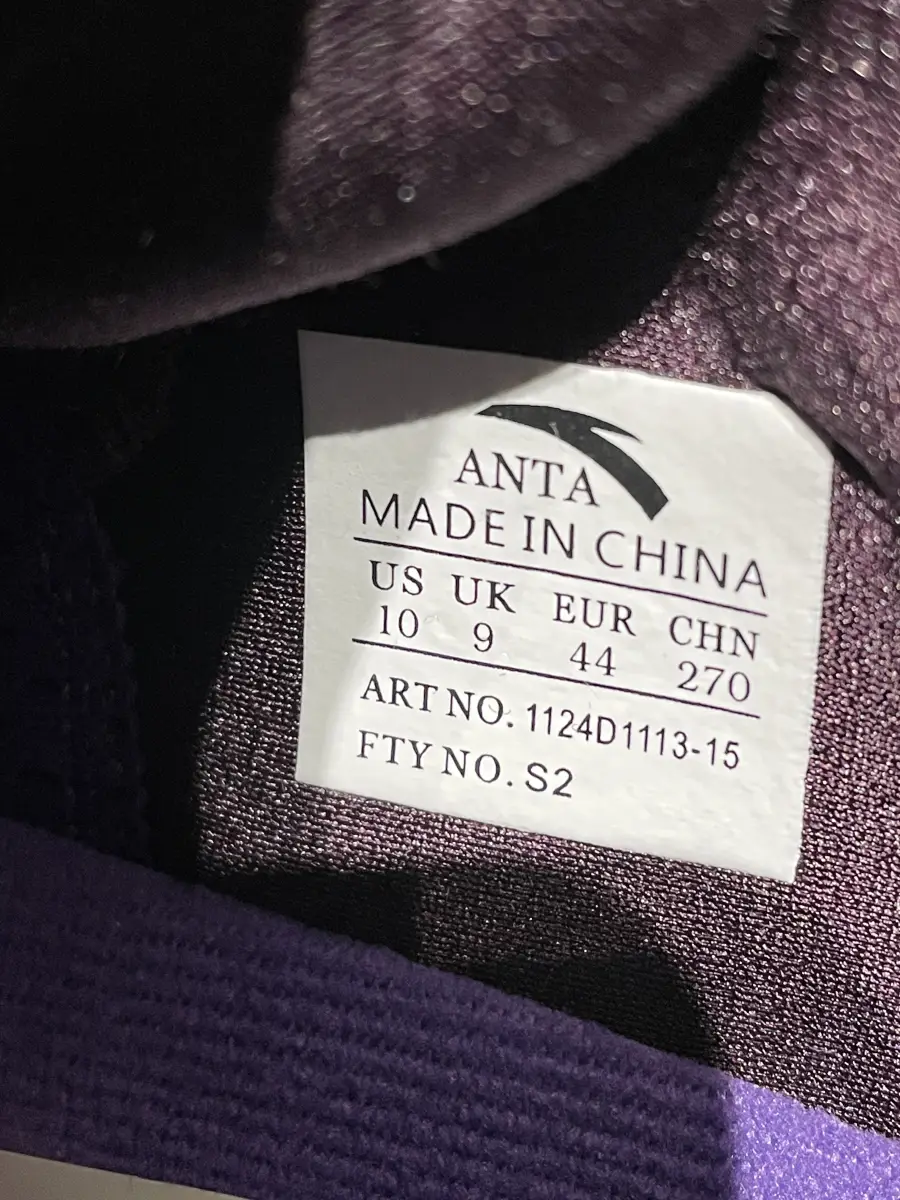 ANTA
MADE IN CHINA
US UK EUR CHN
10 9 44 270
ART NO. 1124D1113-15
FTY NO. S2